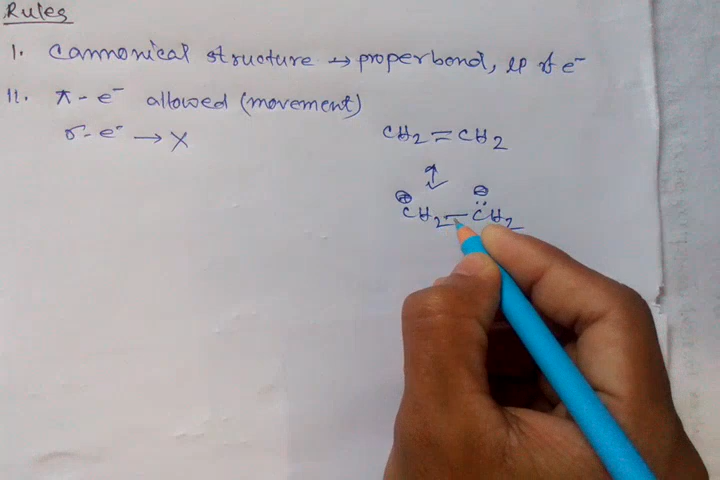 Rules
I. Cannonical structure → proper bond, lp of e⁻
II. π-e⁻ allowed (movement)
σ-e⁻ → X
CH₂=CH₂
↕
⊕ ⊖
CH₂—C̈H₂